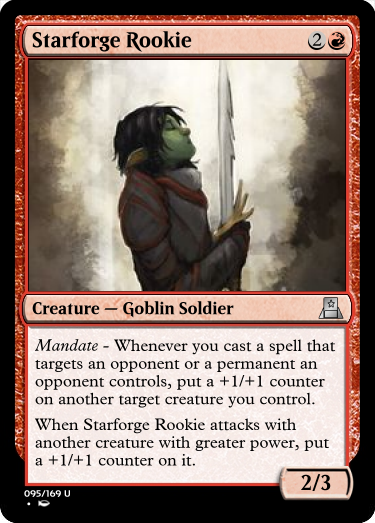 Starforge Rookie 2
Creature — Goblin Soldier
Mandate - Whenever you cast a spell that
targets an opponent or a permanent an
opponent controls, put a +1/+1 counter
on another target creature you control.
When Starforge Rookie attacks with
another creature with greater power, put
a +1/+1 counter on it.
2/3
095/169 U